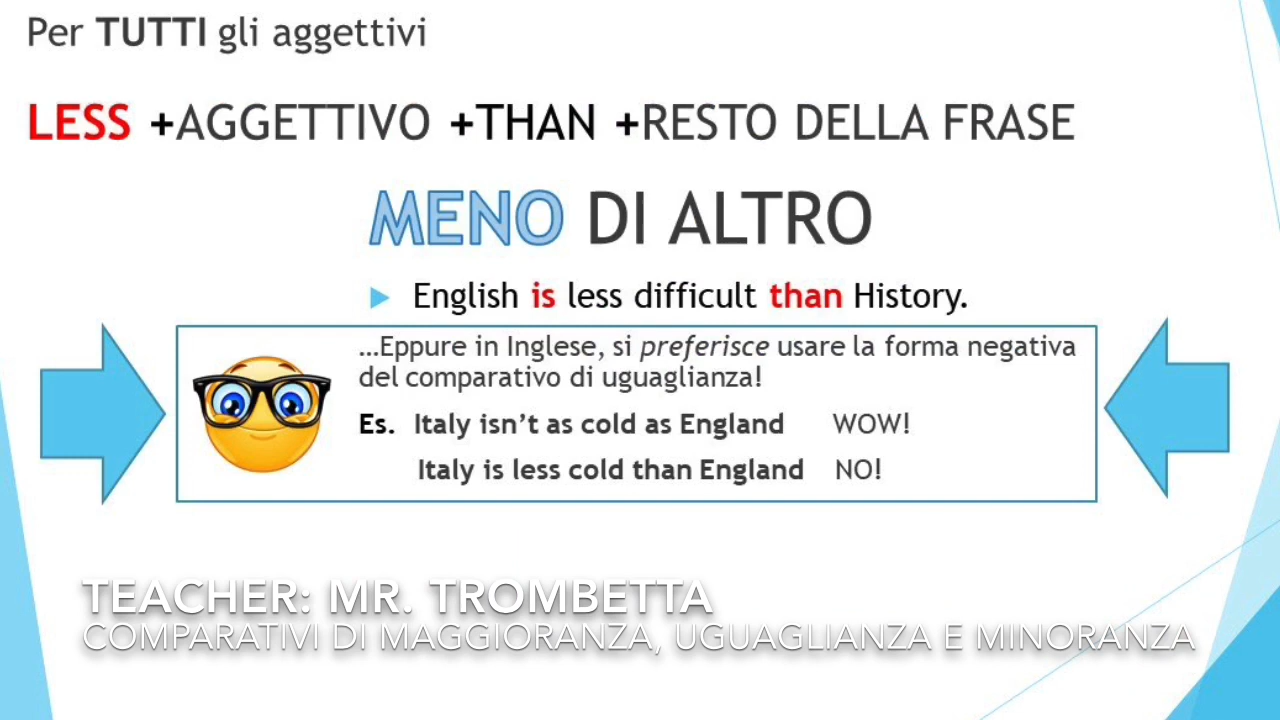 Per TUTTI gli aggettivi
LESS +AGGETTIVO +THAN +RESTO DELLA FRASE
MENO DI ALTRO
English is less difficult than History.
...Eppure in Inglese, si preferisce usare la forma negativa
del comparativo di uguaglianza!
Es. Italy isn't as cold as England WOW!
Italy is less cold than England NO!
TEACHER: MR. TROMBETTA
COMPARATIVI DI MAGGIORANZA, UGUAGLIANZA E MINORANZA